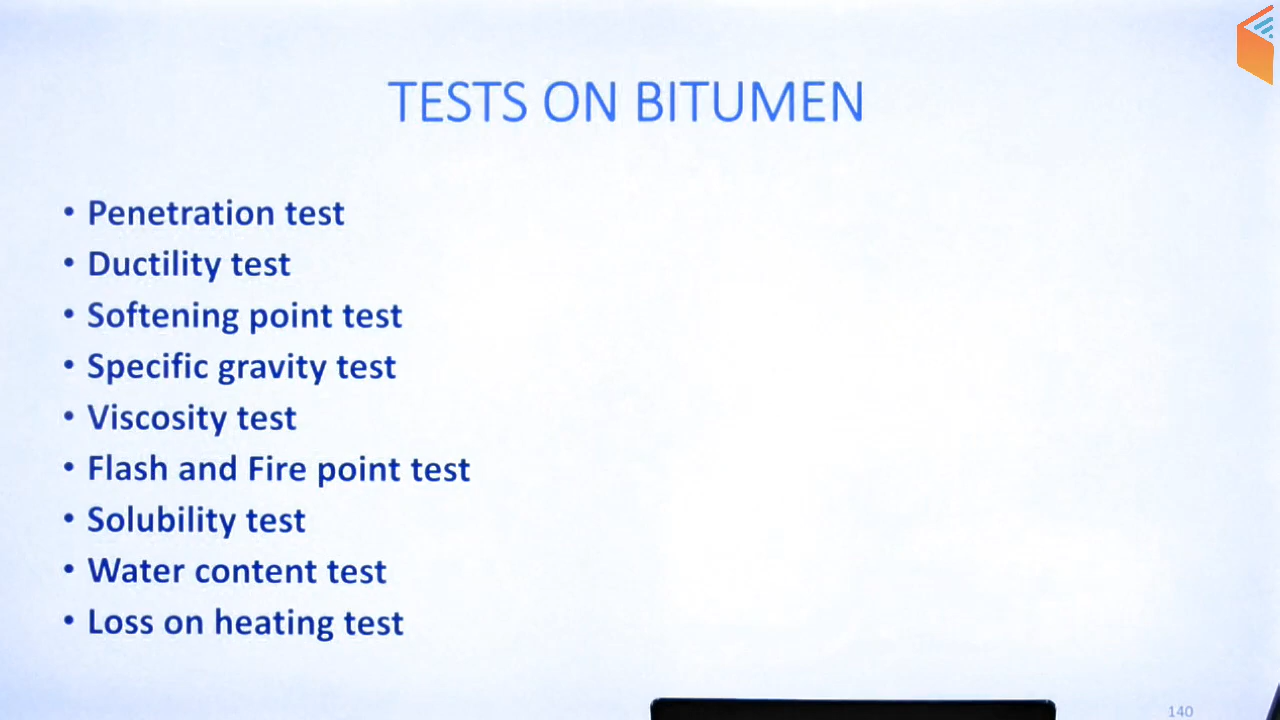 TESTS ON BITUMEN
• Penetration test
• Ductility test
• Softening point test
• Specific gravity test
• Viscosity test
• Flash and Fire point test
• Solubility test
• Water content test
• Loss on heating test
140